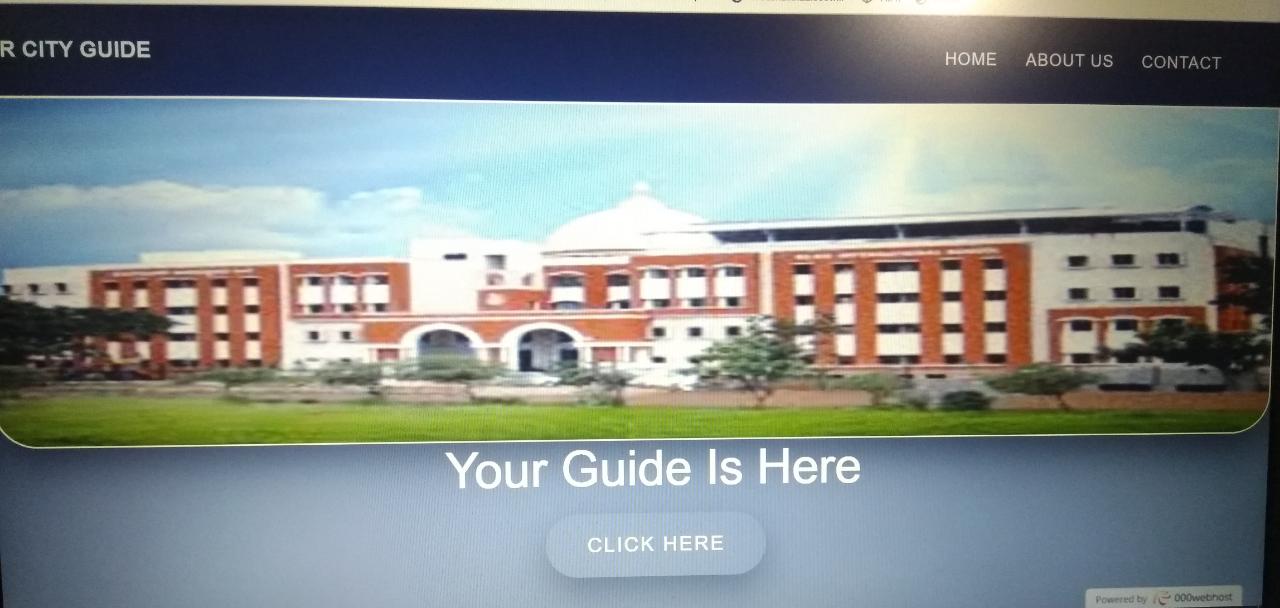 R CITY GUIDE
HOME ABOUT US CONTACT
Your Guide Is Here
CLICK HERE
Powered by 000webhost